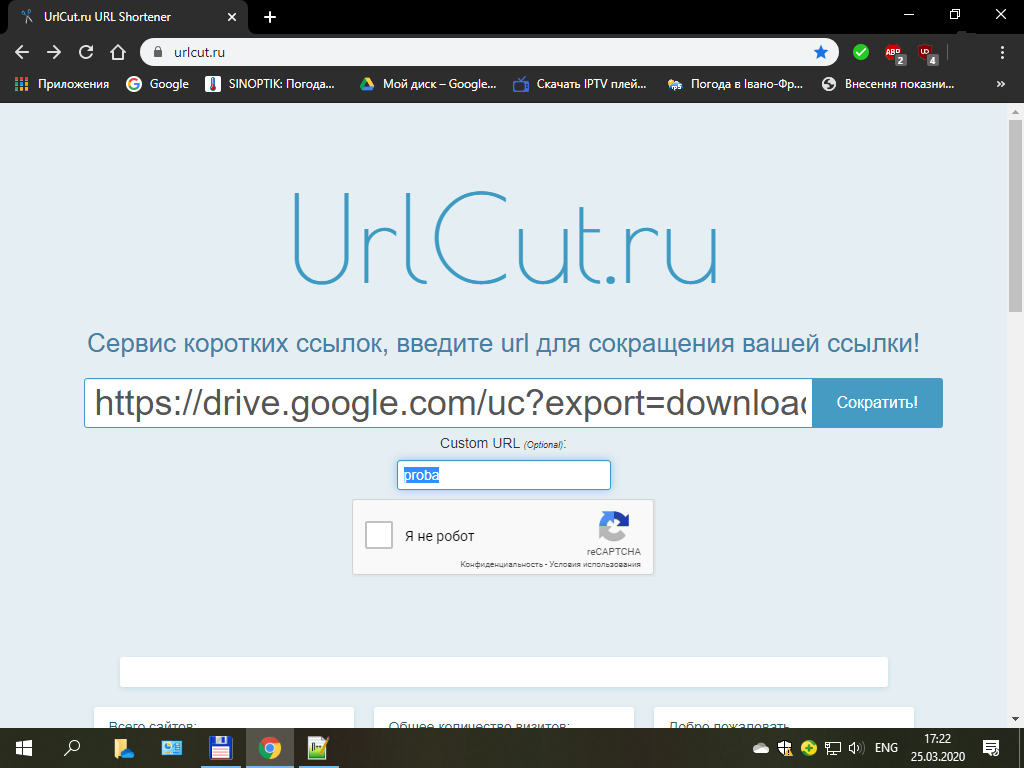 UrlCut.ru URL Shortener
urlcut.ru
2
4
Приложения
Google
SINOPTIK: Погода...
Мой диск – Google...
Скачать IPTV плей...
Погода в Івано-Фр...
Внесення показни...
»
UrlCut.ru
Сервис коротких ссылок, введите url для сокращения вашей ссылки!
https://drive.google.com/uc?export=download
Сократить!
Custom URL (Optional):
proba
Я не робот
reCAPTCHA
Конфиденциальность - Условия использования
Всего сайтов:
Общее количество визитов:
Добро пожаловать
ENG
17:22
25.03.2020